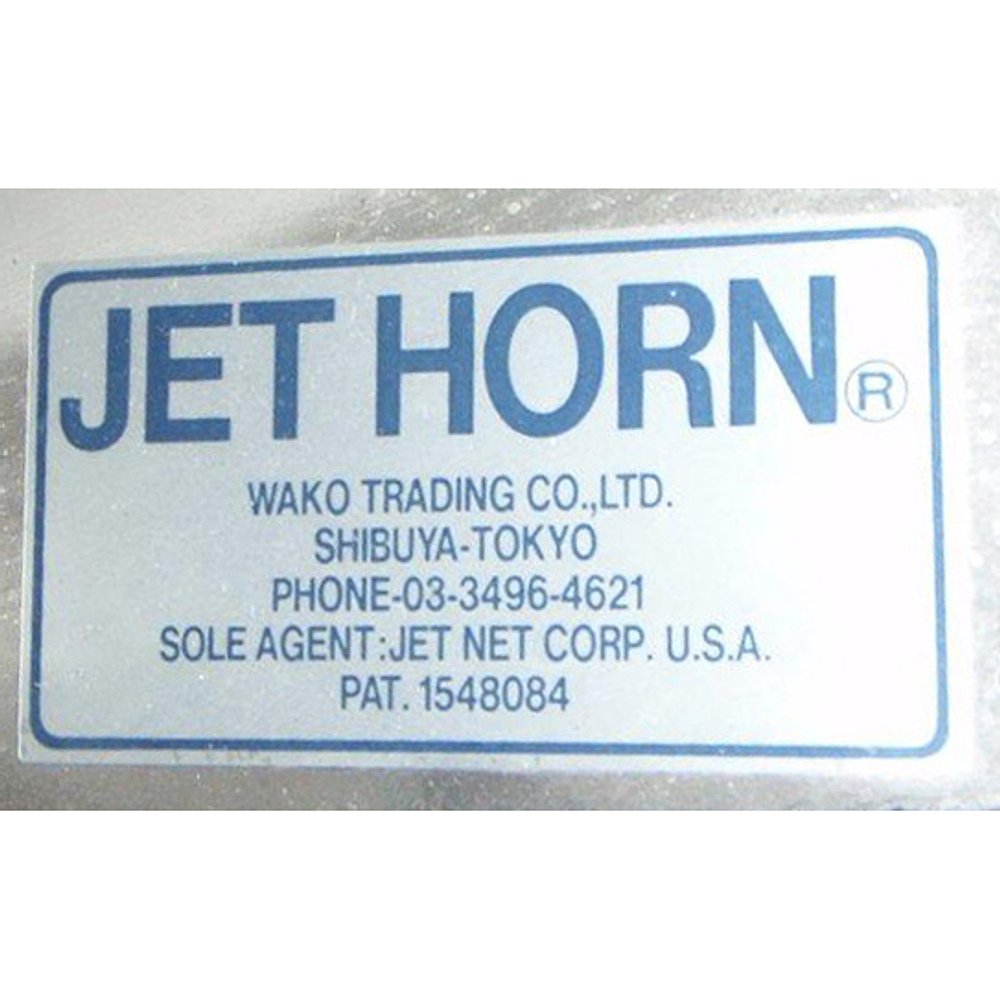 JET HORN®
WAKO TRADING CO.,LTD.
SHIBUYA-TOKYO
PHONE-03-3496-4621
SOLE AGENT:JET NET CORP. U.S.A.
PAT. 1548084